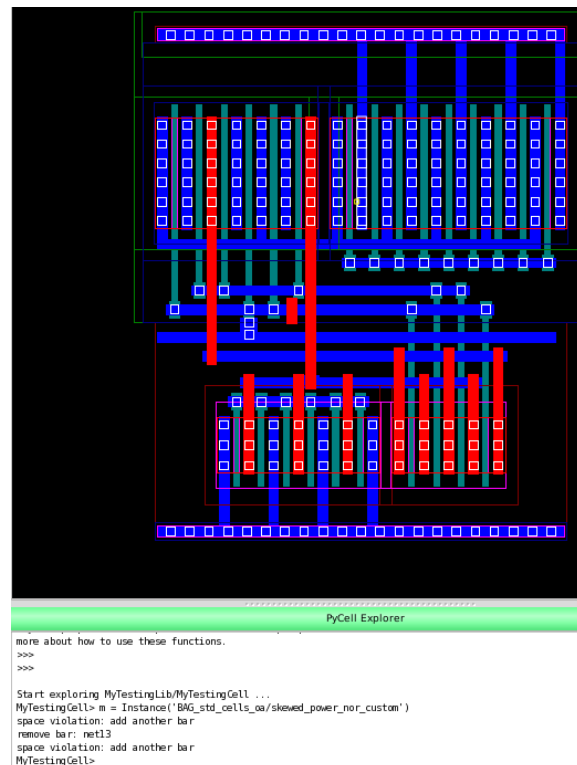 PyCell Explorer
more about how to use these functions.
>>>
>>>
Start exploring MyTestingLib/MyTestingCell ...
MyTestingCell> m = Instance('BAG_std_cells_oa/skewed_power_nor_custom')
space violation: add another bar
remove bar: net13
space violation: add another bar
MyTestingCell>